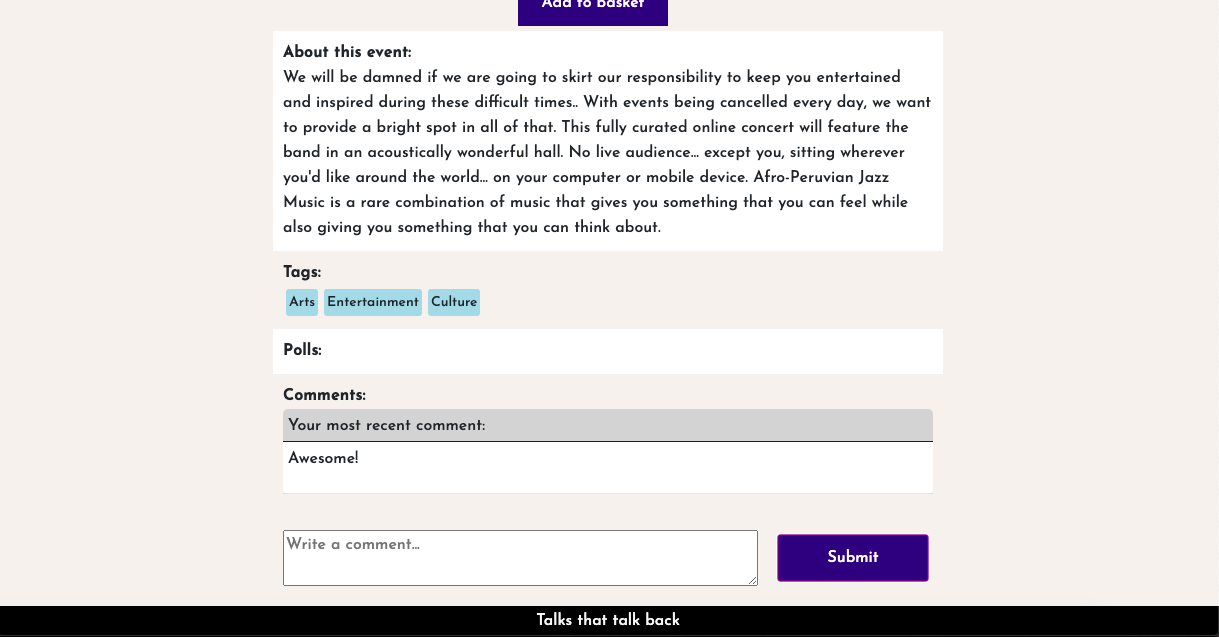 Add to basket
About this event:
We will be damned if we are going to skirt our responsibility to keep you entertained
and inspired during these difficult times.. With events being cancelled every day, we want
to provide a bright spot in all of that. This fully curated online concert will feature the
band in an acoustically wonderful hall. No live audience... except you, sitting wherever
you'd like around the world... on your computer or mobile device. Afro-Peruvian Jazz
Music is a rare combination of music that gives you something that you can feel while
also giving you something that you can think about.
Tags:
Arts Entertainment Culture
Polls:
Comments:
Your most recent comment:
Awesome!
Write a comment...
Submit
Talks that talk back